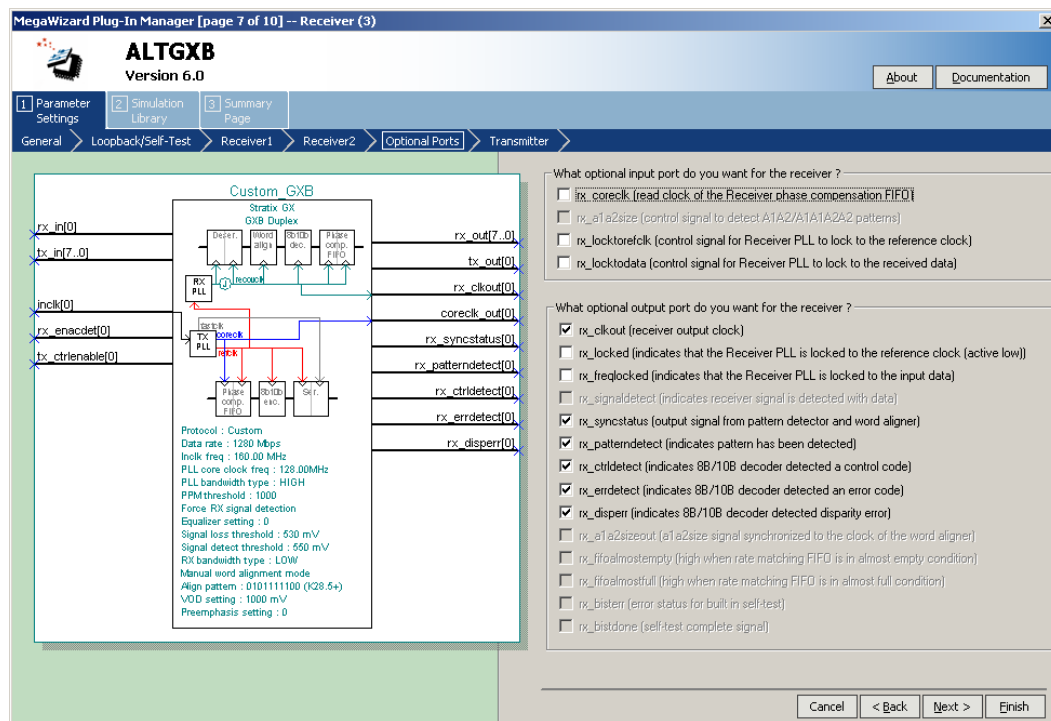 MegaWizard Plug-In Manager [page 7 of 10] -- Receiver (3)
ALTGXB
Version 6.0
About
Documentation
1 Parameter Settings
2 Simulation Library
3 Summary Page
General
Loopback/Self-Test
Receiver1
Receiver2
Optional Ports
Transmitter
Custom_GXB
Stratix GX
GXB Duplex
rx_in[0]
tx_in[7..0]
inclk[0]
rx_enacdet[0]
tx_ctrlenable[0]
Deser.
Word align
8b10b dec.
Phase comp. FIFO
RX PLL
recovclk
fastclk
coreclk
TX PLL
refclk
Phase comp. FIFO
8b10b enc.
Ser.
rx_out[7..0]
tx_out[0]
rx_clkout[0]
coreclk_out[0]
rx_syncstatus[0]
rx_patterndetect[0]
rx_ctrldetect[0]
rx_errdetect[0]
rx_disperr[0]
Protocol : Custom
Data rate : 1280 Mbps
Inclk freq : 160.00 MHz
PLL core clock freq : 128.00MHz
PLL bandwidth type : HIGH
PPM threshold : 1000
Force RX signal detection
Equalizer setting : 0
Signal loss threshold : 530 mV
Signal detect threshold : 550 mV
RX bandwidth type : LOW
Manual word alignment mode
Align pattern : 0101111100 (K28.5+)
VOD setting : 1000 mV
Preemphasis setting : 0
What optional input port do you want for the receiver ?
rx_coreclk (read clock of the Receiver phase compensation FIFO)
rx_a1a2size (control signal to detect A1A2/A1A1A2A2 patterns)
rx_locktorefclk (control signal for Receiver PLL to lock to the reference clock)
rx_locktodata (control signal for Receiver PLL to lock to the received data)
What optional output port do you want for the receiver ?
rx_clkout (receiver output clock)
rx_locked (indicates that the Receiver PLL is locked to the reference clock (active low))
rx_freqlocked (indicates that the Receiver PLL is locked to the input data)
rx_signaldetect (indicates receiver signal is detected with data)
rx_syncstatus (output signal from pattern detector and word aligner)
rx_patterndetect (indicates pattern has been detected)
rx_ctrldetect (indicates 8B/10B decoder detected a control code)
rx_errdetect (indicates 8B/10B decoder detected an error code)
rx_disperr (indicates 8B/10B decoder detected disparity error)
rx_a1a2sizeout (a1a2size signal synchronized to the clock of the word aligner)
rx_fifoalmostempty (high when rate matching FIFO is in almost empty condition)
rx_fifoalmostfull (high when rate matching FIFO is in almost full condition)
rx_bisterr (error status for built in self-test)
rx_bistdone (self-test complete signal)
Cancel
< Back
Next >
Finish